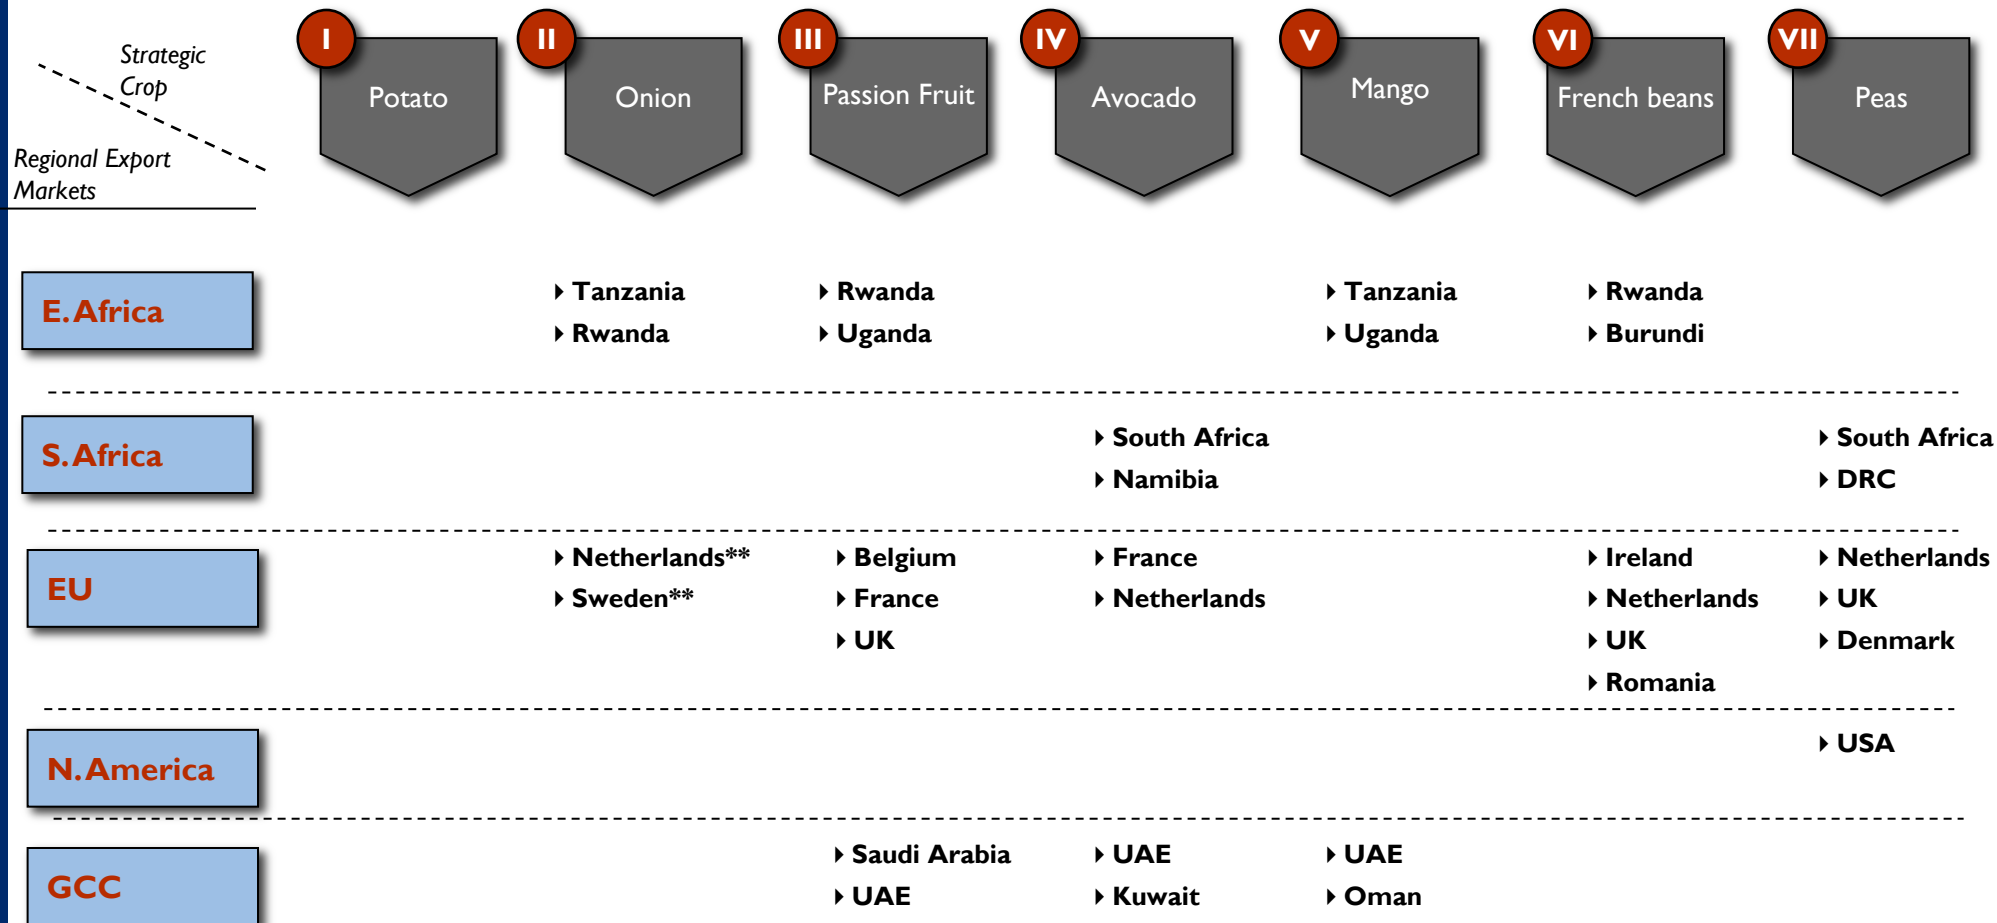 Strategic
Crop
Regional Export
Markets
I
Potato
II
Onion
III
Passion Fruit
IV
Avocado
V
Mango
VI
French beans
VII
Peas
E. Africa
Tanzania
Rwanda
Rwanda
Uganda
Tanzania
Uganda
Rwanda
Burundi
S. Africa
South Africa
Namibia
South Africa
DRC
EU
Netherlands**
Sweden**
Belgium
France
UK
France
Netherlands
Ireland
Netherlands
UK
Romania
Netherlands
UK
Denmark
N. America
USA
GCC
Saudi Arabia
UAE
UAE
Kuwait
UAE
Oman